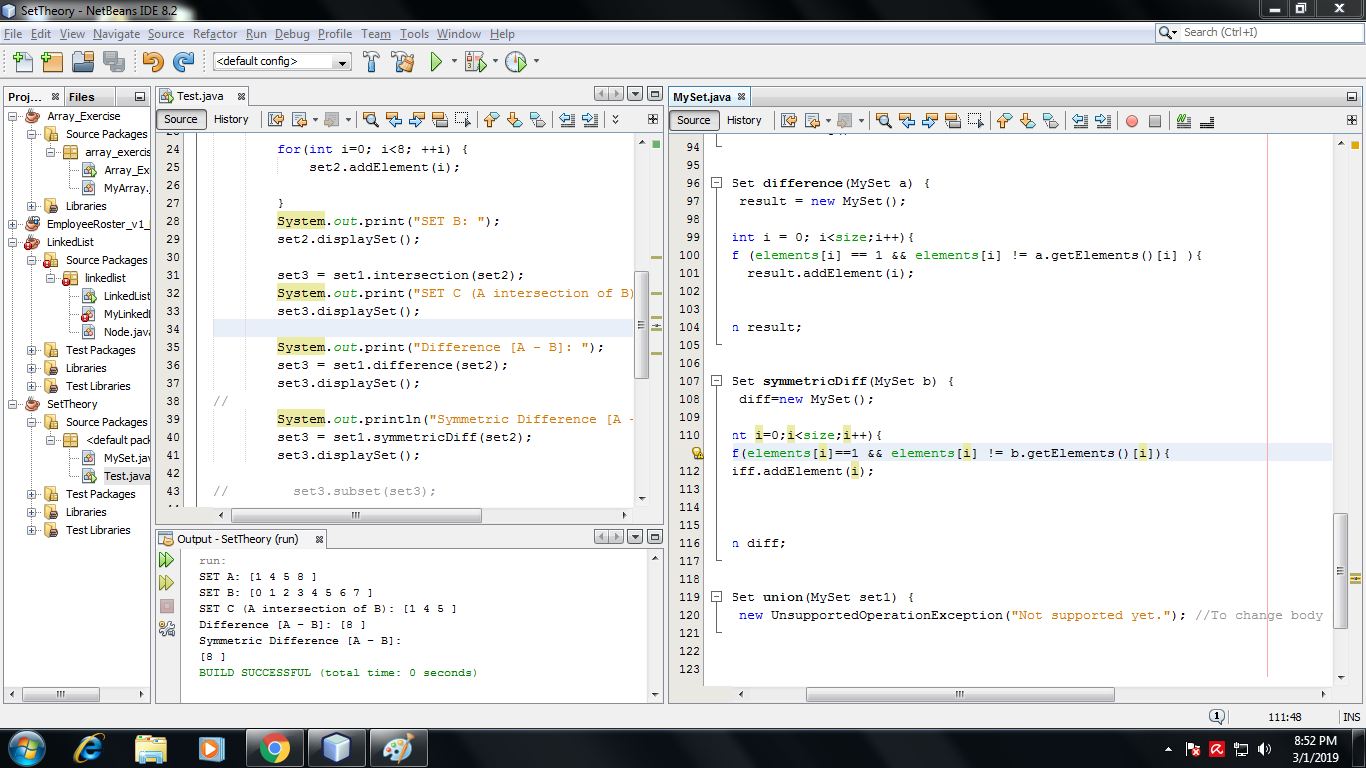 SetTheory - NetBeans IDE 8.2
File Edit View Navigate Source Refactor Run Debug Profile Team Tools Window Help
Search (Ctrl+I)
<default config>
Proj... Files
Array_Exercise
Source Packages
array_exercis
Array_Ex
MyArray.
Libraries
EmployeeRoster_v1_
LinkedList
Source Packages
linkedlist
LinkedList
MyLinked
Node.java
Test Packages
Libraries
Test Libraries
SetTheory
Source Packages
<default pack
MySet.jav
Test.java
Test Packages
Libraries
Test Libraries
Test.java
Source History
24 for(int i=0; i<8; ++i) {
25 set2.addElement(i);
26
27 }
28 System.out.print("SET B: ");
29 set2.displaySet();
30
31 set3 = set1.intersection(set2);
32 System.out.print("SET C (A intersection of B)
33 set3.displaySet();
34
35 System.out.print("Difference [A - B]: ");
36 set3 = set1.difference(set2);
37 set3.displaySet();
38 //
39 System.out.println("Symmetric Difference [A -
40 set3 = set1.symmetricDiff(set2);
41 set3.displaySet();
42
43 // set3.subset(set3);
Output - SetTheory (run)
run:
SET A: [1 4 5 8 ]
SET B: [0 1 2 3 4 5 6 7 ]
SET C (A intersection of B): [1 4 5 ]
Difference [A - B]: [8 ]
Symmetric Difference [A - B]:
[8 ]
BUILD SUCCESSFUL (total time: 0 seconds)
MySet.java
Source History
94
95
96 Set difference(MySet a) {
97 result = new MySet();
98
99 int i = 0; i<size;i++){
100 f (elements[i] == 1 && elements[i] != a.getElements()[i] ){
101 result.addElement(i);
102
103
104 n result;
105
106
107 Set symmetricDiff(MySet b) {
108 diff=new MySet();
109
110 nt i=0;i<size;i++){
f(elements[i]==1 && elements[i] != b.getElements()[i]){
112 iff.addElement(i);
113
114
115
116 n diff;
117
118
119 Set union(MySet set1) {
120 new UnsupportedOperationException("Not supported yet."); //To change body
121
122
123
1 111:48 INS
8:52 PM
3/1/2019